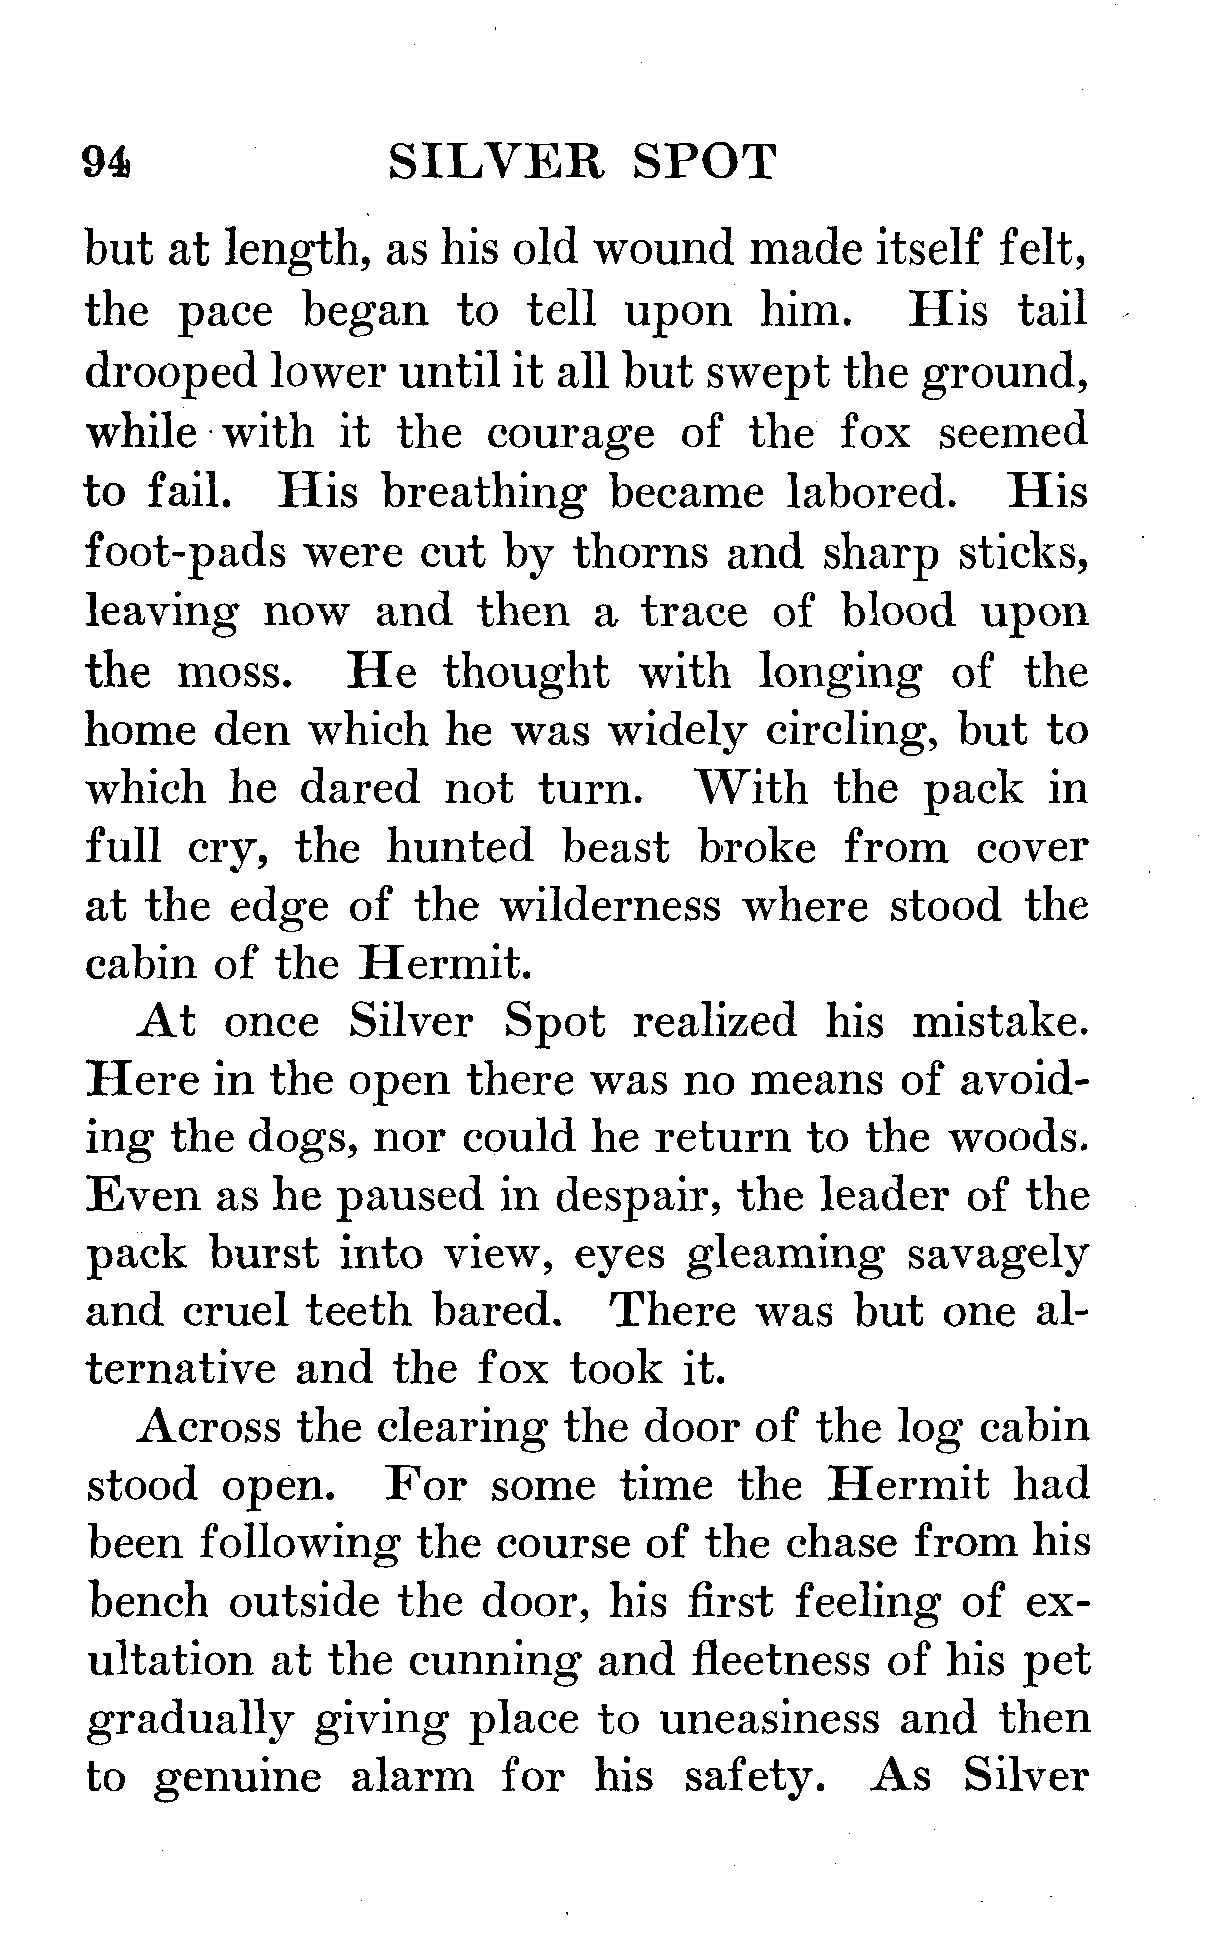 94 SILVER SPOT
but at length, as his old wound made itself felt,
the pace began to tell upon him. His tail
drooped lower until it all but swept the ground,
while with it the courage of the fox seemed
to fail. His breathing became labored. His
foot-pads were cut by thorns and sharp sticks,
leaving now and then a trace of blood upon
the moss. He thought with longing of the
home den which he was widely circling, but to
which he dared not turn. With the pack in
full cry, the hunted beast broke from cover
at the edge of the wilderness where stood the
cabin of the Hermit.
At once Silver Spot realized his mistake.
Here in the open there was no means of avoid-
ing the dogs, nor could he return to the woods.
Even as he paused in despair, the leader of the
pack burst into view, eyes gleaming savagely
and cruel teeth bared. There was but one al-
ternative and the fox took it.
Across the clearing the door of the log cabin
stood open. For some time the Hermit had
been following the course of the chase from his
bench outside the door, his first feeling of ex-
ultation at the cunning and fleetness of his pet
gradually giving place to uneasiness and then
to genuine alarm for his safety. As Silver